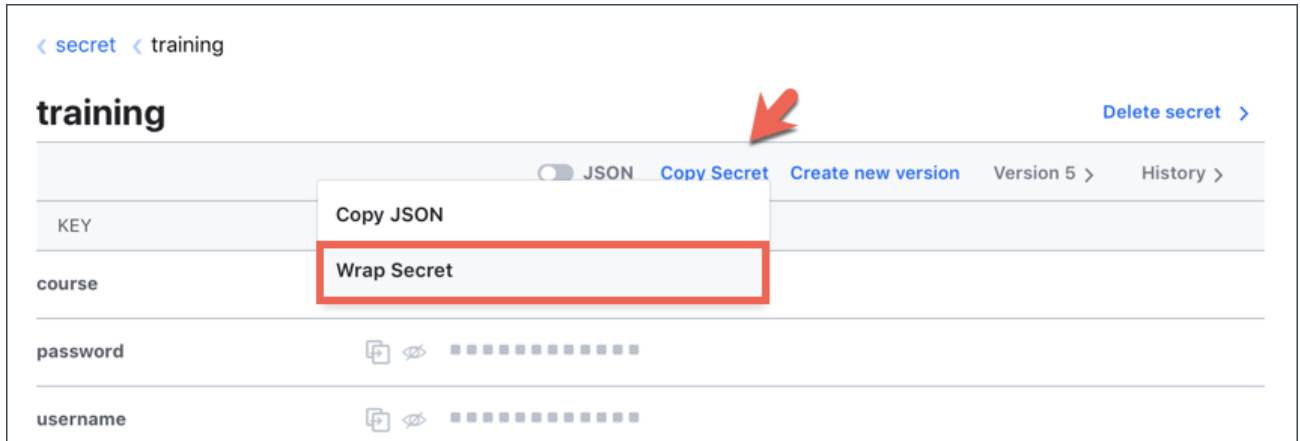 secret training
training
Delete secret
JSON Copy Secret Create new version Version 5 History
Copy JSON
KEY
Wrap Secret
course
password
username